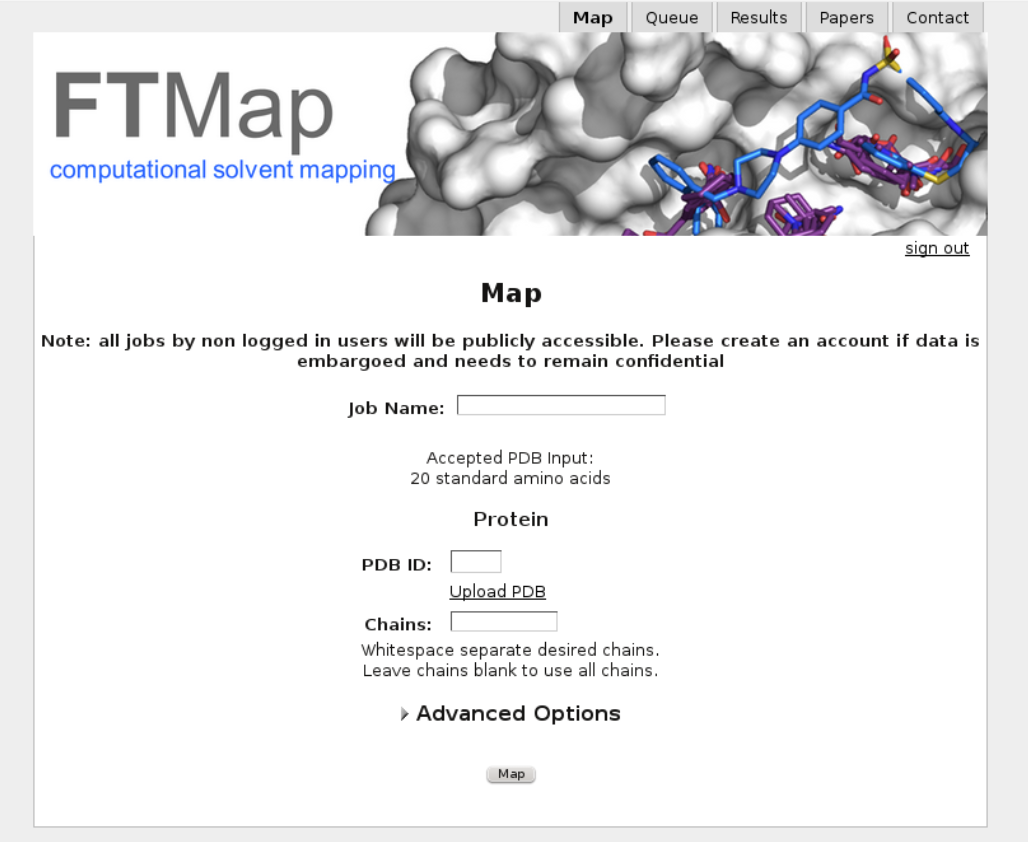 Map Queue Results Papers Contact
FTMap
computational solvent mapping
sign out
Map
Note: all jobs by non logged in users will be publicly accessible. Please create an account if data is
embargoed and needs to remain confidential
Job Name:
Accepted PDB Input:
20 standard amino acids
Protein
PDB ID:
Upload PDB
Chains:
Whitespace separate desired chains.
Leave chains blank to use all chains.
Advanced Options
Map